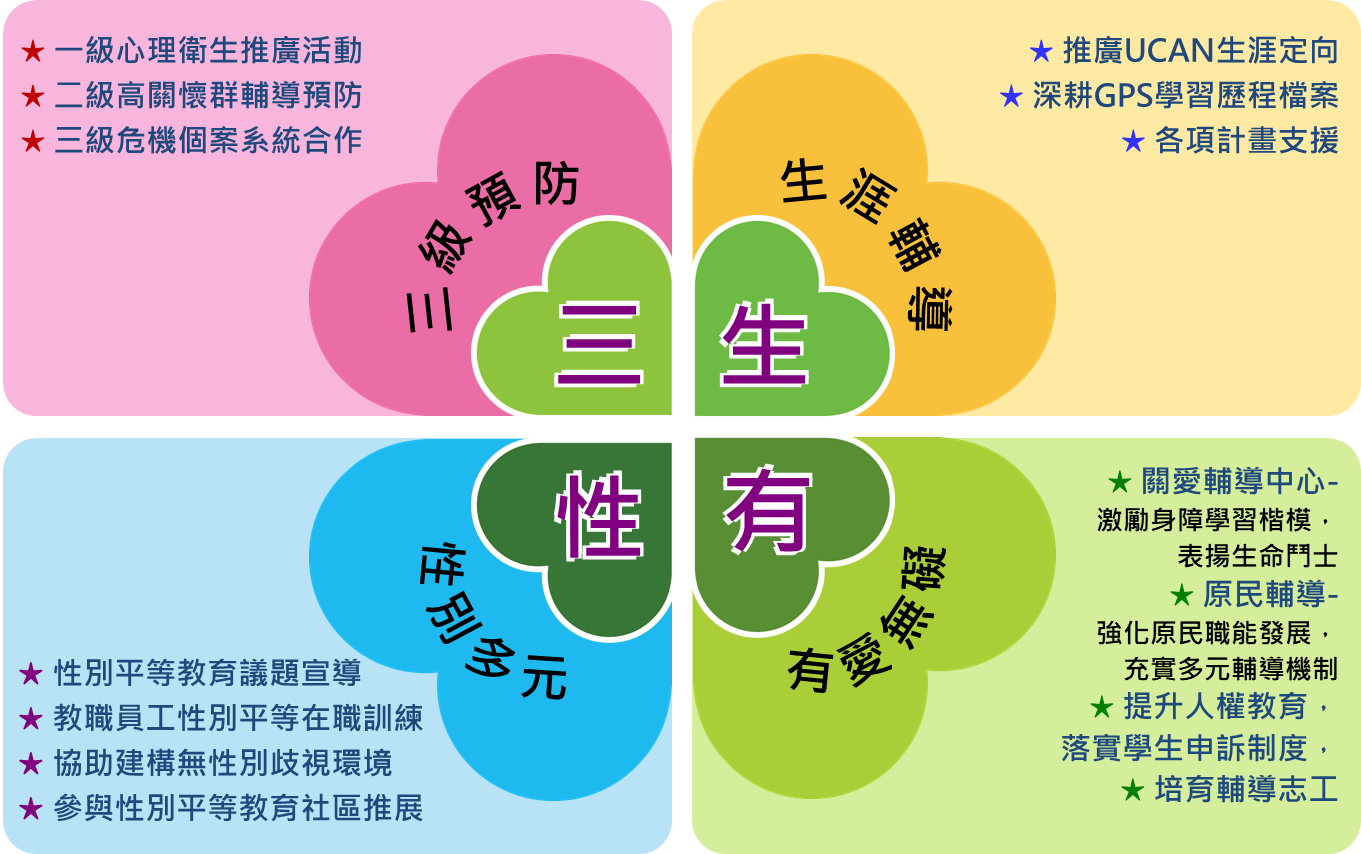 ★ 一級心理衛生推廣活動
★ 二級高關懷群輔導預防
★ 三級危機個案系統合作
三級預防
三
★ 推廣UCAN生涯定向
★ 深耕GPS學習歷程檔案
★ 各項計畫支援
生涯輔導
生
性
性別多元
★ 性別平等教育議題宣導
★ 教職員工性別平等在職訓練
★ 協助建構無性別歧視環境
★ 參與性別平等教育社區推展
有
有愛無礙
★ 關愛輔導中心-
激勵身障學習楷模，
表揚生命鬥士
★ 原民輔導-
強化原民職能發展，
充實多元輔導機制
★ 提升人權教育，
落實學生申訴制度，
★ 培育輔導志工